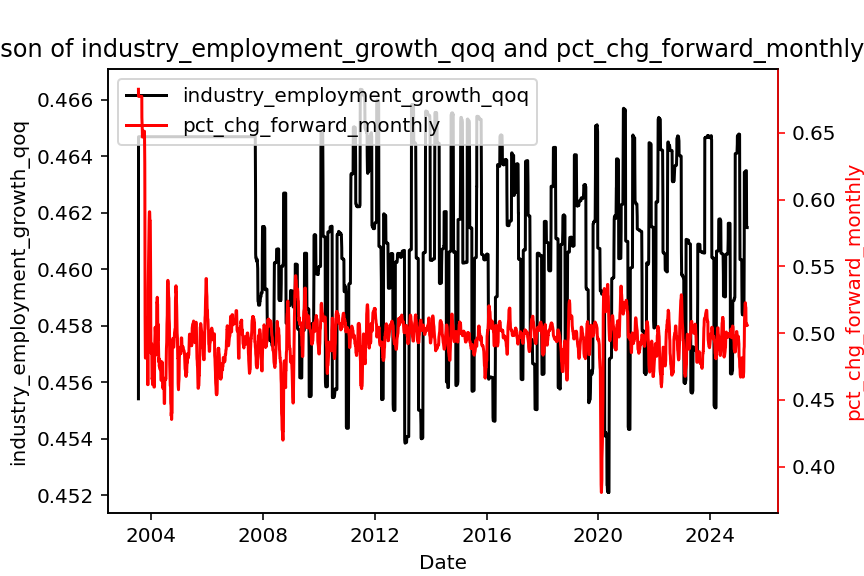 son of industry_employment_growth_qoq and pct_chg_forward_monthly
industry_employment_growth_qoq
pct_chg_forward_monthly
0.466
0.464
0.462
0.460
0.458
0.456
0.454
0.452
industry_employment_growth_qoq
0.65
0.60
0.55
0.50
0.45
0.40
pct_chg_forward_monthly
2004 2008 2012 2016 2020 2024
Date